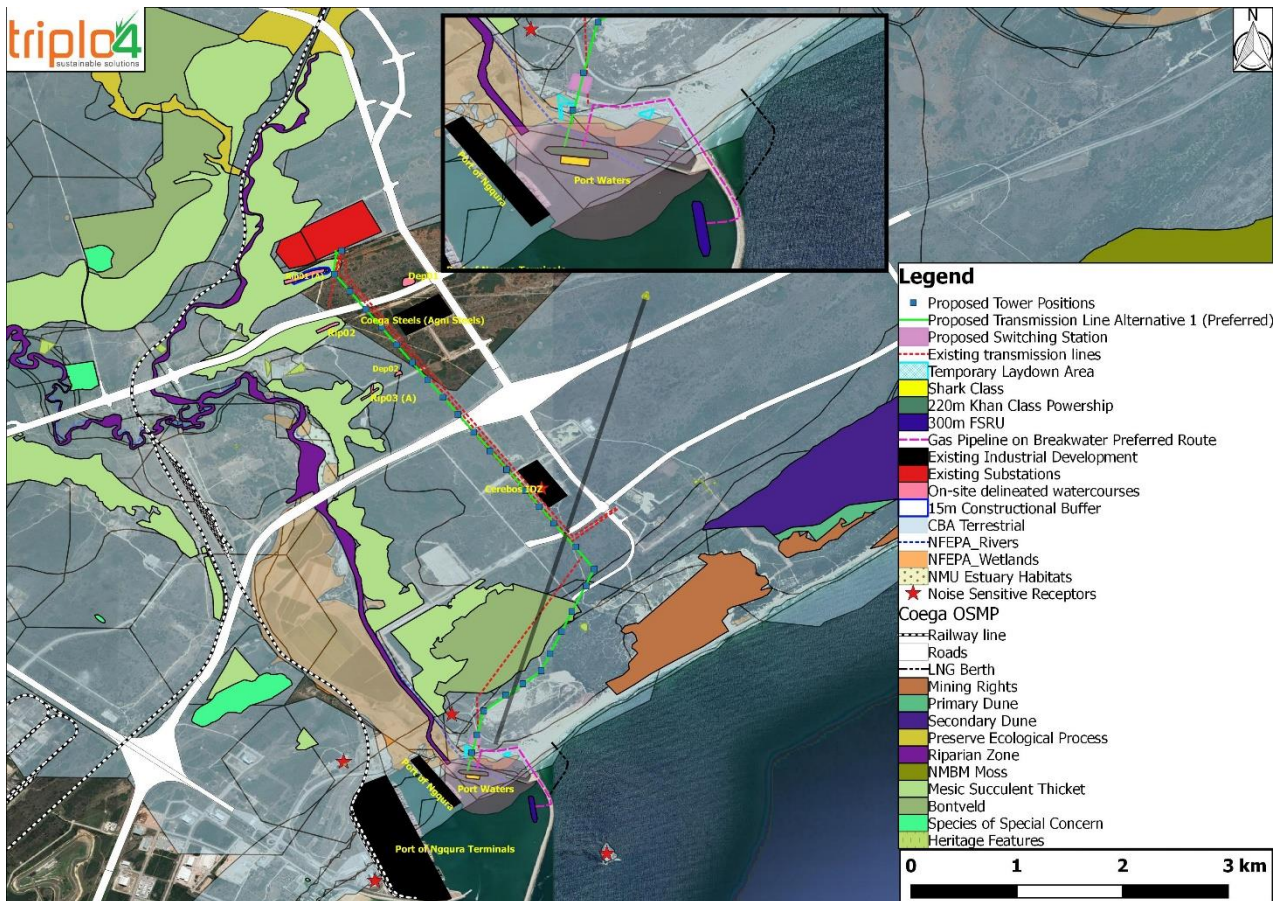 triplo4
sustainable solutions
N
Port of Ngqura
Port Waters
of Ngqura Terminals
Coega Steels (Agni Steels)
Rip02
Dep02
Rip03 (A)
Cerebos IDZ
Port of Ngqura
Port Waters
Port of Ngqura Terminals
Legend
Proposed Tower Positions
Proposed Transmission Line Alternative 1 (Preferred)
Proposed Switching Station
Existing transmission lines
Temporary Laydown Area
Shark Class
220m Khan Class Powership
300m FSRU
Gas Pipeline on Breakwater Preferred Route
Existing Industrial Development
Existing Substations
On-site delineated watercourses
15m Constructional Buffer
CBA Terrestrial
NFEPA_Rivers
NFEPA_Wetlands
NMU Estuary Habitats
Noise Sensitive Receptors
Coega OSMP
Railway line
Roads
LNG Berth
Mining Rights
Primary Dune
Secondary Dune
Preserve Ecological Process
Riparian Zone
NMBM Moss
Mesic Succulent Thicket
Bontveld
Species of Special Concern
Heritage Features
0 1 2 3 km